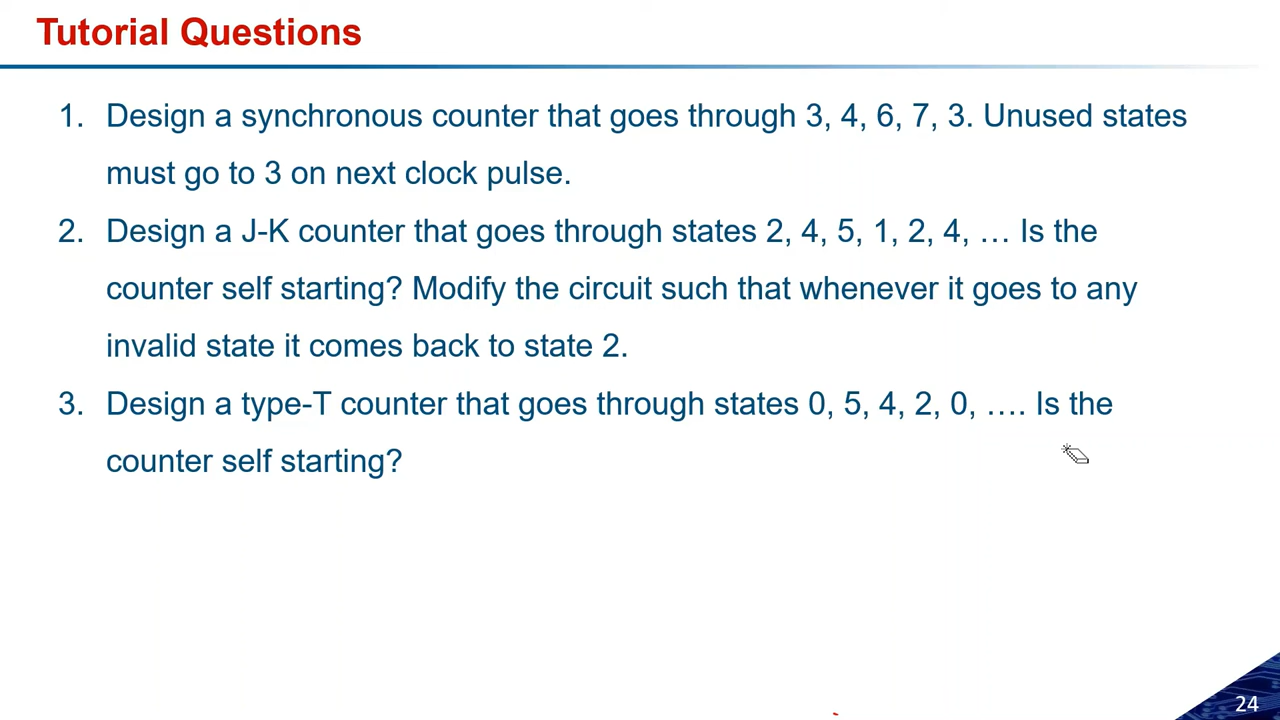 Tutorial Questions
1. Design a synchronous counter that goes through 3, 4, 6, 7, 3. Unused states
must go to 3 on next clock pulse.
2. Design a J-K counter that goes through states 2, 4, 5, 1, 2, 4, … Is the
counter self starting? Modify the circuit such that whenever it goes to any
invalid state it comes back to state 2.
3. Design a type-T counter that goes through states 0, 5, 4, 2, 0, …. Is the
counter self starting?
24